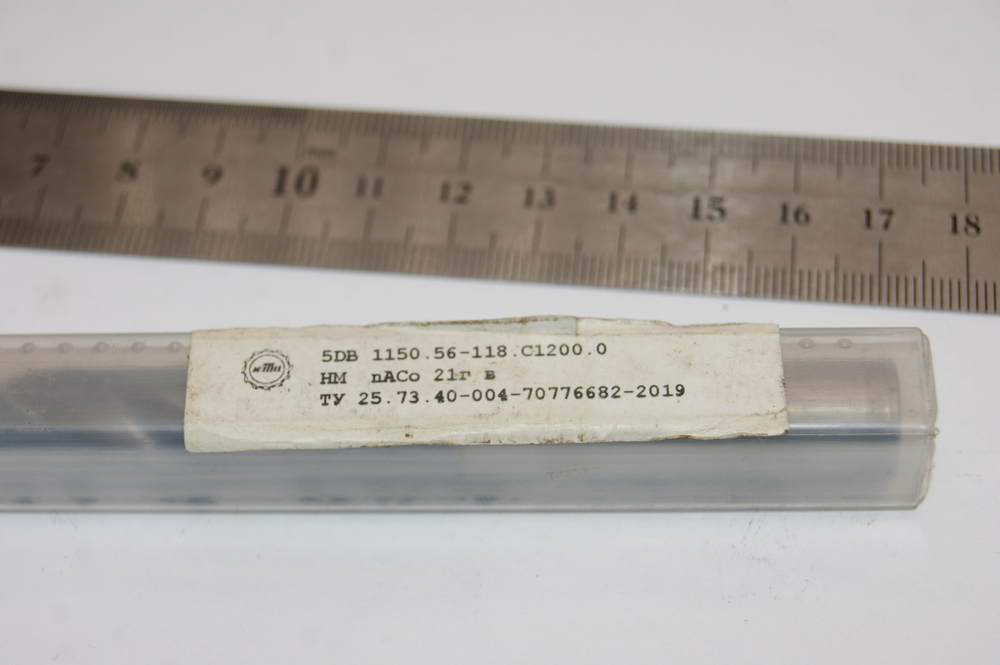 7 8 9 10 11 12 13 14 15 16 17 18
5DB 1150.56-118.C1200.0
НМ пАСо 21г в
ТУ 25.73.40-004-70776682-2019